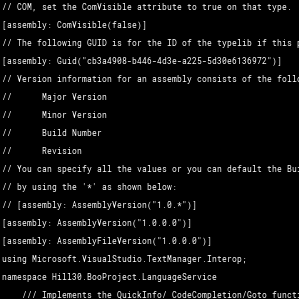 // COM, set the ComVisible attribute to true on that type.
[assembly: ComVisible(false)]
// The following GUID is for the ID of the typelib if this p
[assembly: Guid("cb3a4908-b446-4d3e-a225-5d30e6136972")]
// Version information for an assembly consists of the follo
//      Major Version
//      Minor Version
//      Build Number
//      Revision
// You can specify all the values or you can default the Bui
// by using the '*' as shown below:
// [assembly: AssemblyVersion("1.0.*")]
[assembly: AssemblyVersion("1.0.0.0")]
[assembly: AssemblyFileVersion("1.0.0.0")]
using Microsoft.VisualStudio.TextManager.Interop;
namespace Hill30.BooProject.LanguageService
    /// Implements the QuickInfo/ CodeCompletion/Goto functi